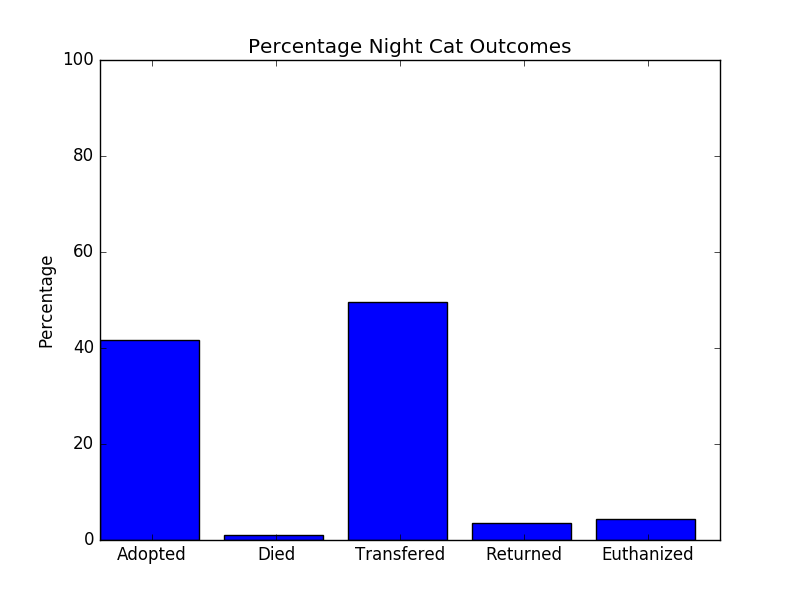 Percentage Night Cat Outcomes
100
80
60
40
20
0
Percentage
Adopted Died Transfered Returned Euthanized